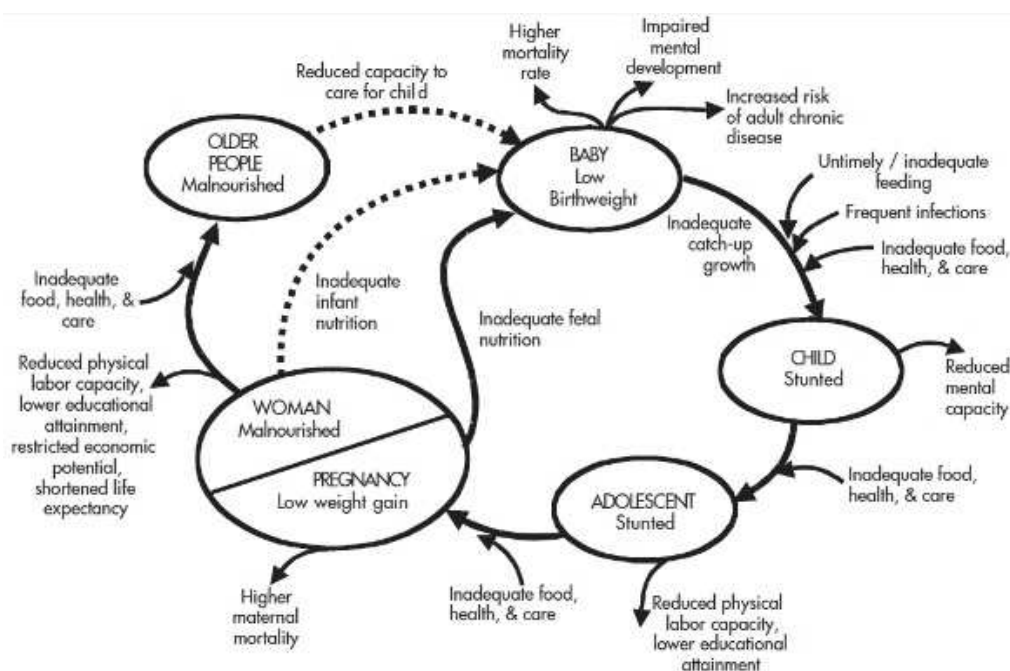 Higher
mortality
rate
Impaired
mental
development
Increased risk
of adult chronic
disease
Reduced capacity to
care for child
OLDER
PEOPLE
Malnourished
BABY
Low
Birthweight
Untimely / inadequate
feeding
Frequent infections
Inadequate food,
health, & care
Inadequate
catch-up
growth
Inadequate
food, health, &
care
Inadequate
infant
nutrition
Inadequate fetal
nutrition
CHILD
Stunted
Reduced
mental
capacity
Reduced physical
labor capacity,
lower educational
attainment,
restricted economic
potential,
shortened life
expectancy
WOMAN
Malnourished
PREGNANCY
Low weight gain
Inadequate food,
health, & care
ADOLESCENT
Stunted
Higher
maternal
mortality
Inadequate food,
health, & care
Reduced physical
labor capacity,
lower educational
attainment